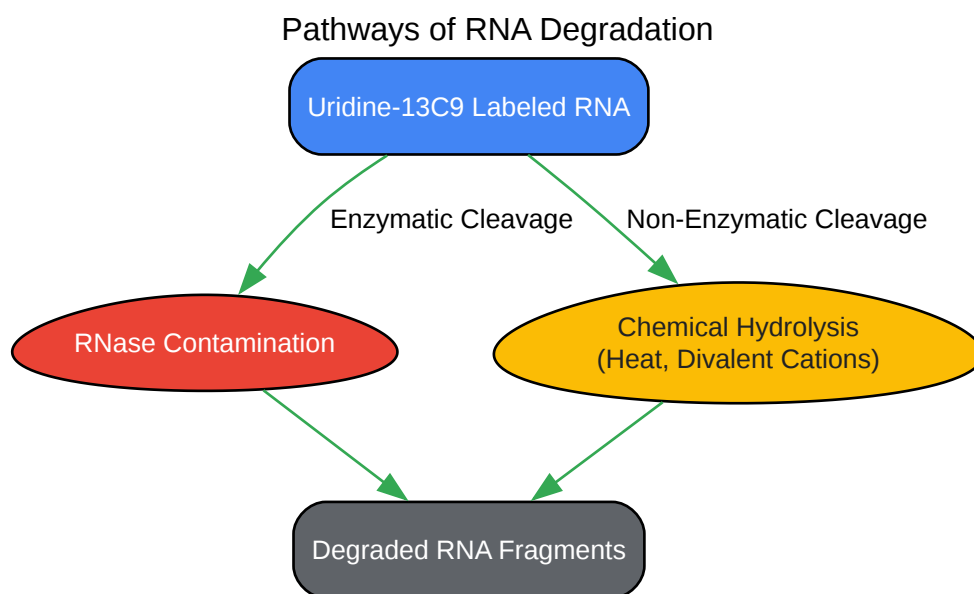 Pathways of RNA Degradation
Uridine-13C9 Labeled RNA
Enzymatic Cleavage
Non-Enzymatic Cleavage
RNase Contamination
Chemical Hydrolysis
(Heat, Divalent Cations)
Degraded RNA Fragments